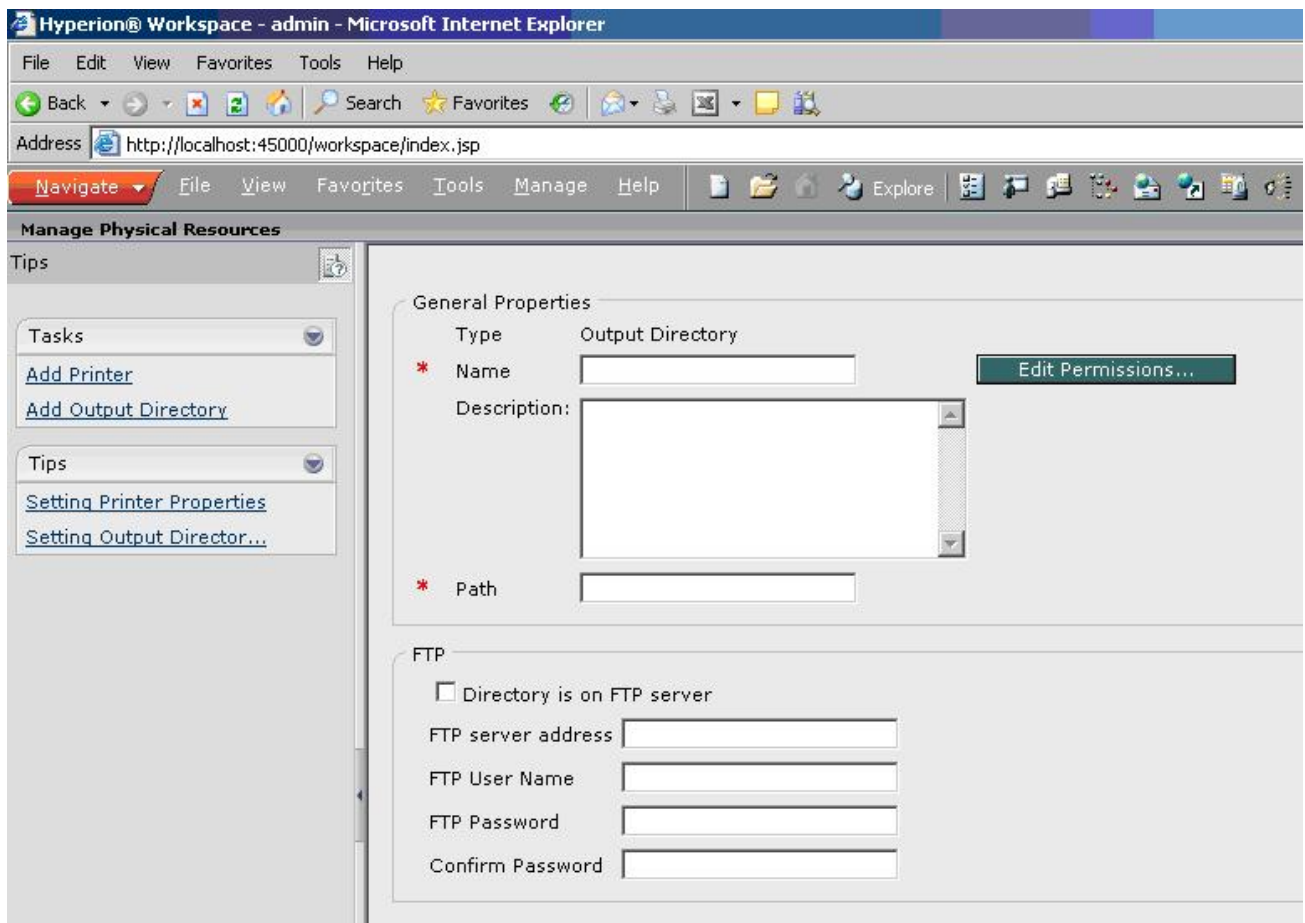 Hyperion® Workspace - admin - Microsoft Internet Explorer
File Edit View Favorites Tools Help
Back Search Favorites
Address http://localhost:45000/workspace/index.jsp
Navigate File View Favorites Tools Manage Help Explore
Manage Physical Resources
Tips
Tasks
Add Printer
Add Output Directory
Tips
Setting Printer Properties
Setting Output Director...
General Properties
Type Output Directory
* Name Edit Permissions...
Description:
* Path
FTP
Directory is on FTP server
FTP server address
FTP User Name
FTP Password
Confirm Password